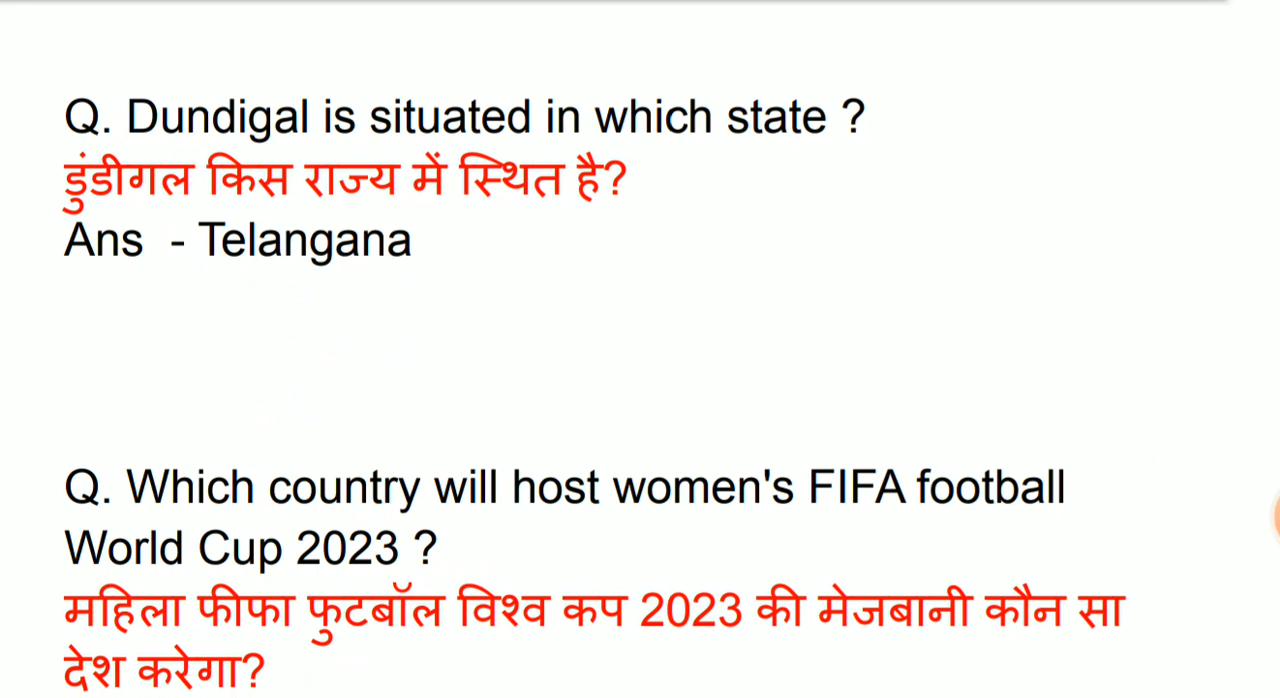 Q. Dundigal is situated in which state ?
डुंडीगल किस राज्य में स्थित है?
Ans - Telangana
Q. Which country will host women's FIFA football
World Cup 2023 ?
महिला फीफा फुटबॉल विश्व कप 2023 की मेजबानी कौन सा
देश करेगा?